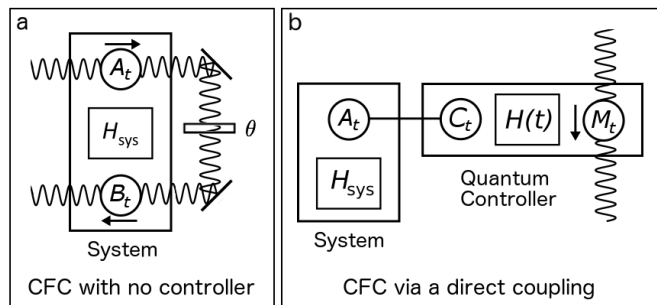 a
A_t
H_sys
θ
B_t
System
CFC with no controller
b
A_t
C_t
H(t)
M_t
H_sys
Quantum
Controller
System
CFC via a direct coupling